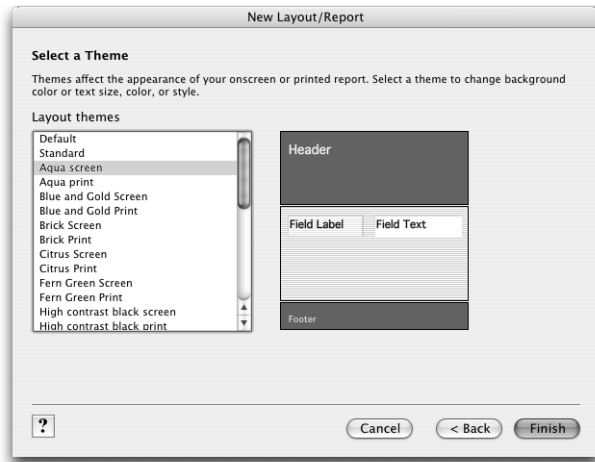 New Layout/Report
Select a Theme
Themes affect the appearance of your onscreen or printed report. Select a theme to change background
color or text size, color, or style.
Layout themes
Default
Standard
Aqua screen
Aqua print
Blue and Gold Screen
Blue and Gold Print
Brick Screen
Brick Print
Citrus Screen
Citrus Print
Fern Green Screen
Fern Green Print
High contrast black screen
High contrast black print
Header
Field Label Field Text
Footer
? Cancel < Back Finish